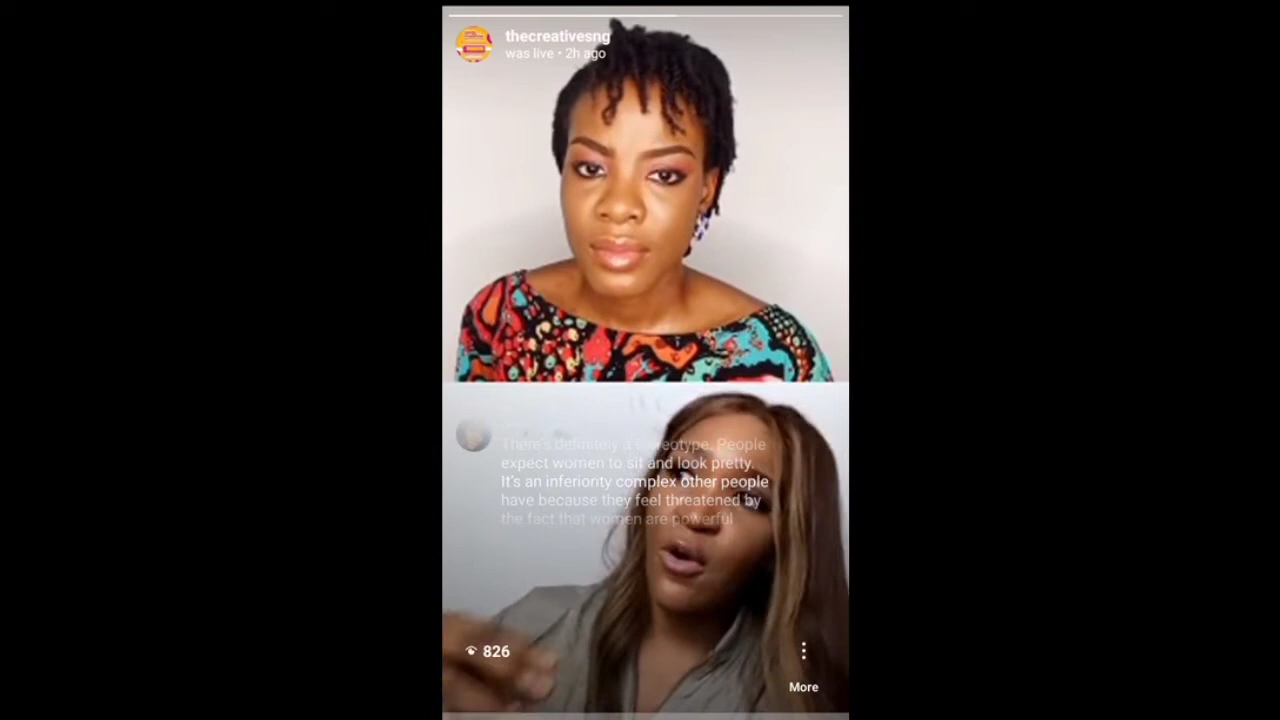 thecreativesng
was live • 2h ago
There's definitely a stereotype. People
expect women to sit and look pretty.
It's an inferiority complex other people
have because they feel threatened by
the fact that women are powerful
826
More